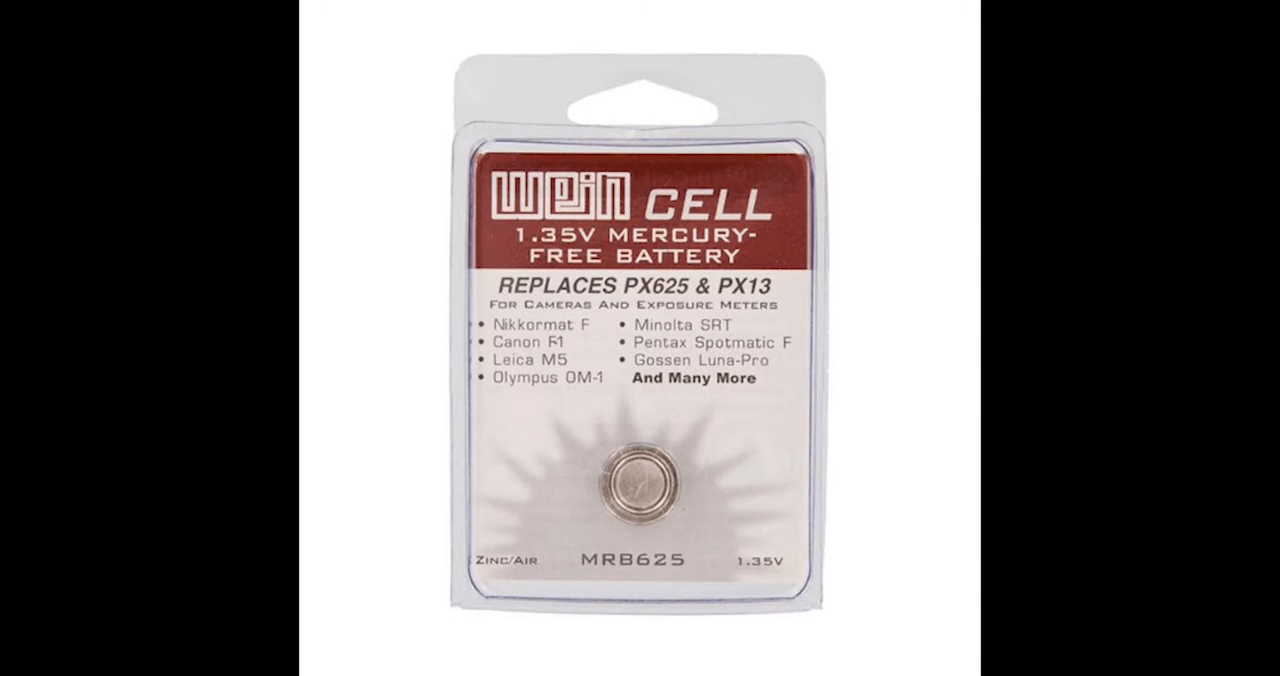 Wein CELL
1.35V MERCURY-
FREE BATTERY
REPLACES PX625 & PX13
FOR CAMERAS AND EXPOSURE METERS
• Nikkormat F
• Canon F-1
• Leica M5
• Olympus OM-1
• Minolta SRT
• Pentax Spotmatic F
• Gossen Luna-Pro
And Many More
ZINC/AIR MRB625 1.35V